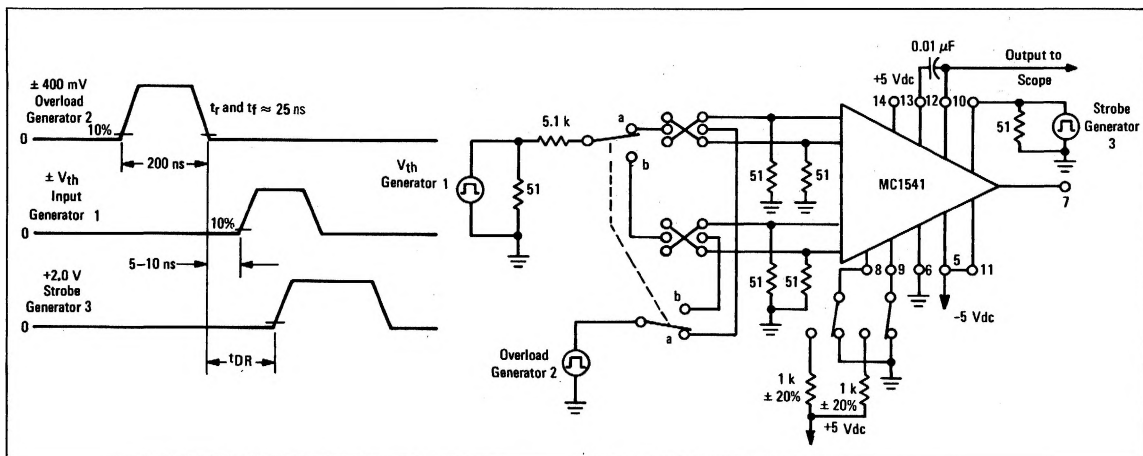 ± 400 mV
Overload
Generator 2
0
10%
t_r and t_f ≈ 25 ns
200 ns
± V_th
Input
Generator 1
0
10%
5–10 ns
+2.0 V
Strobe
Generator 3
0
t_DR
V_th
Generator 1
51
5.1 k
a
b
b
a
Overload
Generator 2
51
51
51
51
MC1541
+5 Vdc
0.01 μF
Output to
Scope
14
13
12
10
51
Strobe
Generator
3
7
8
9
6
5
11
-5 Vdc
1 k
± 20%
1 k
± 20%
+5 Vdc